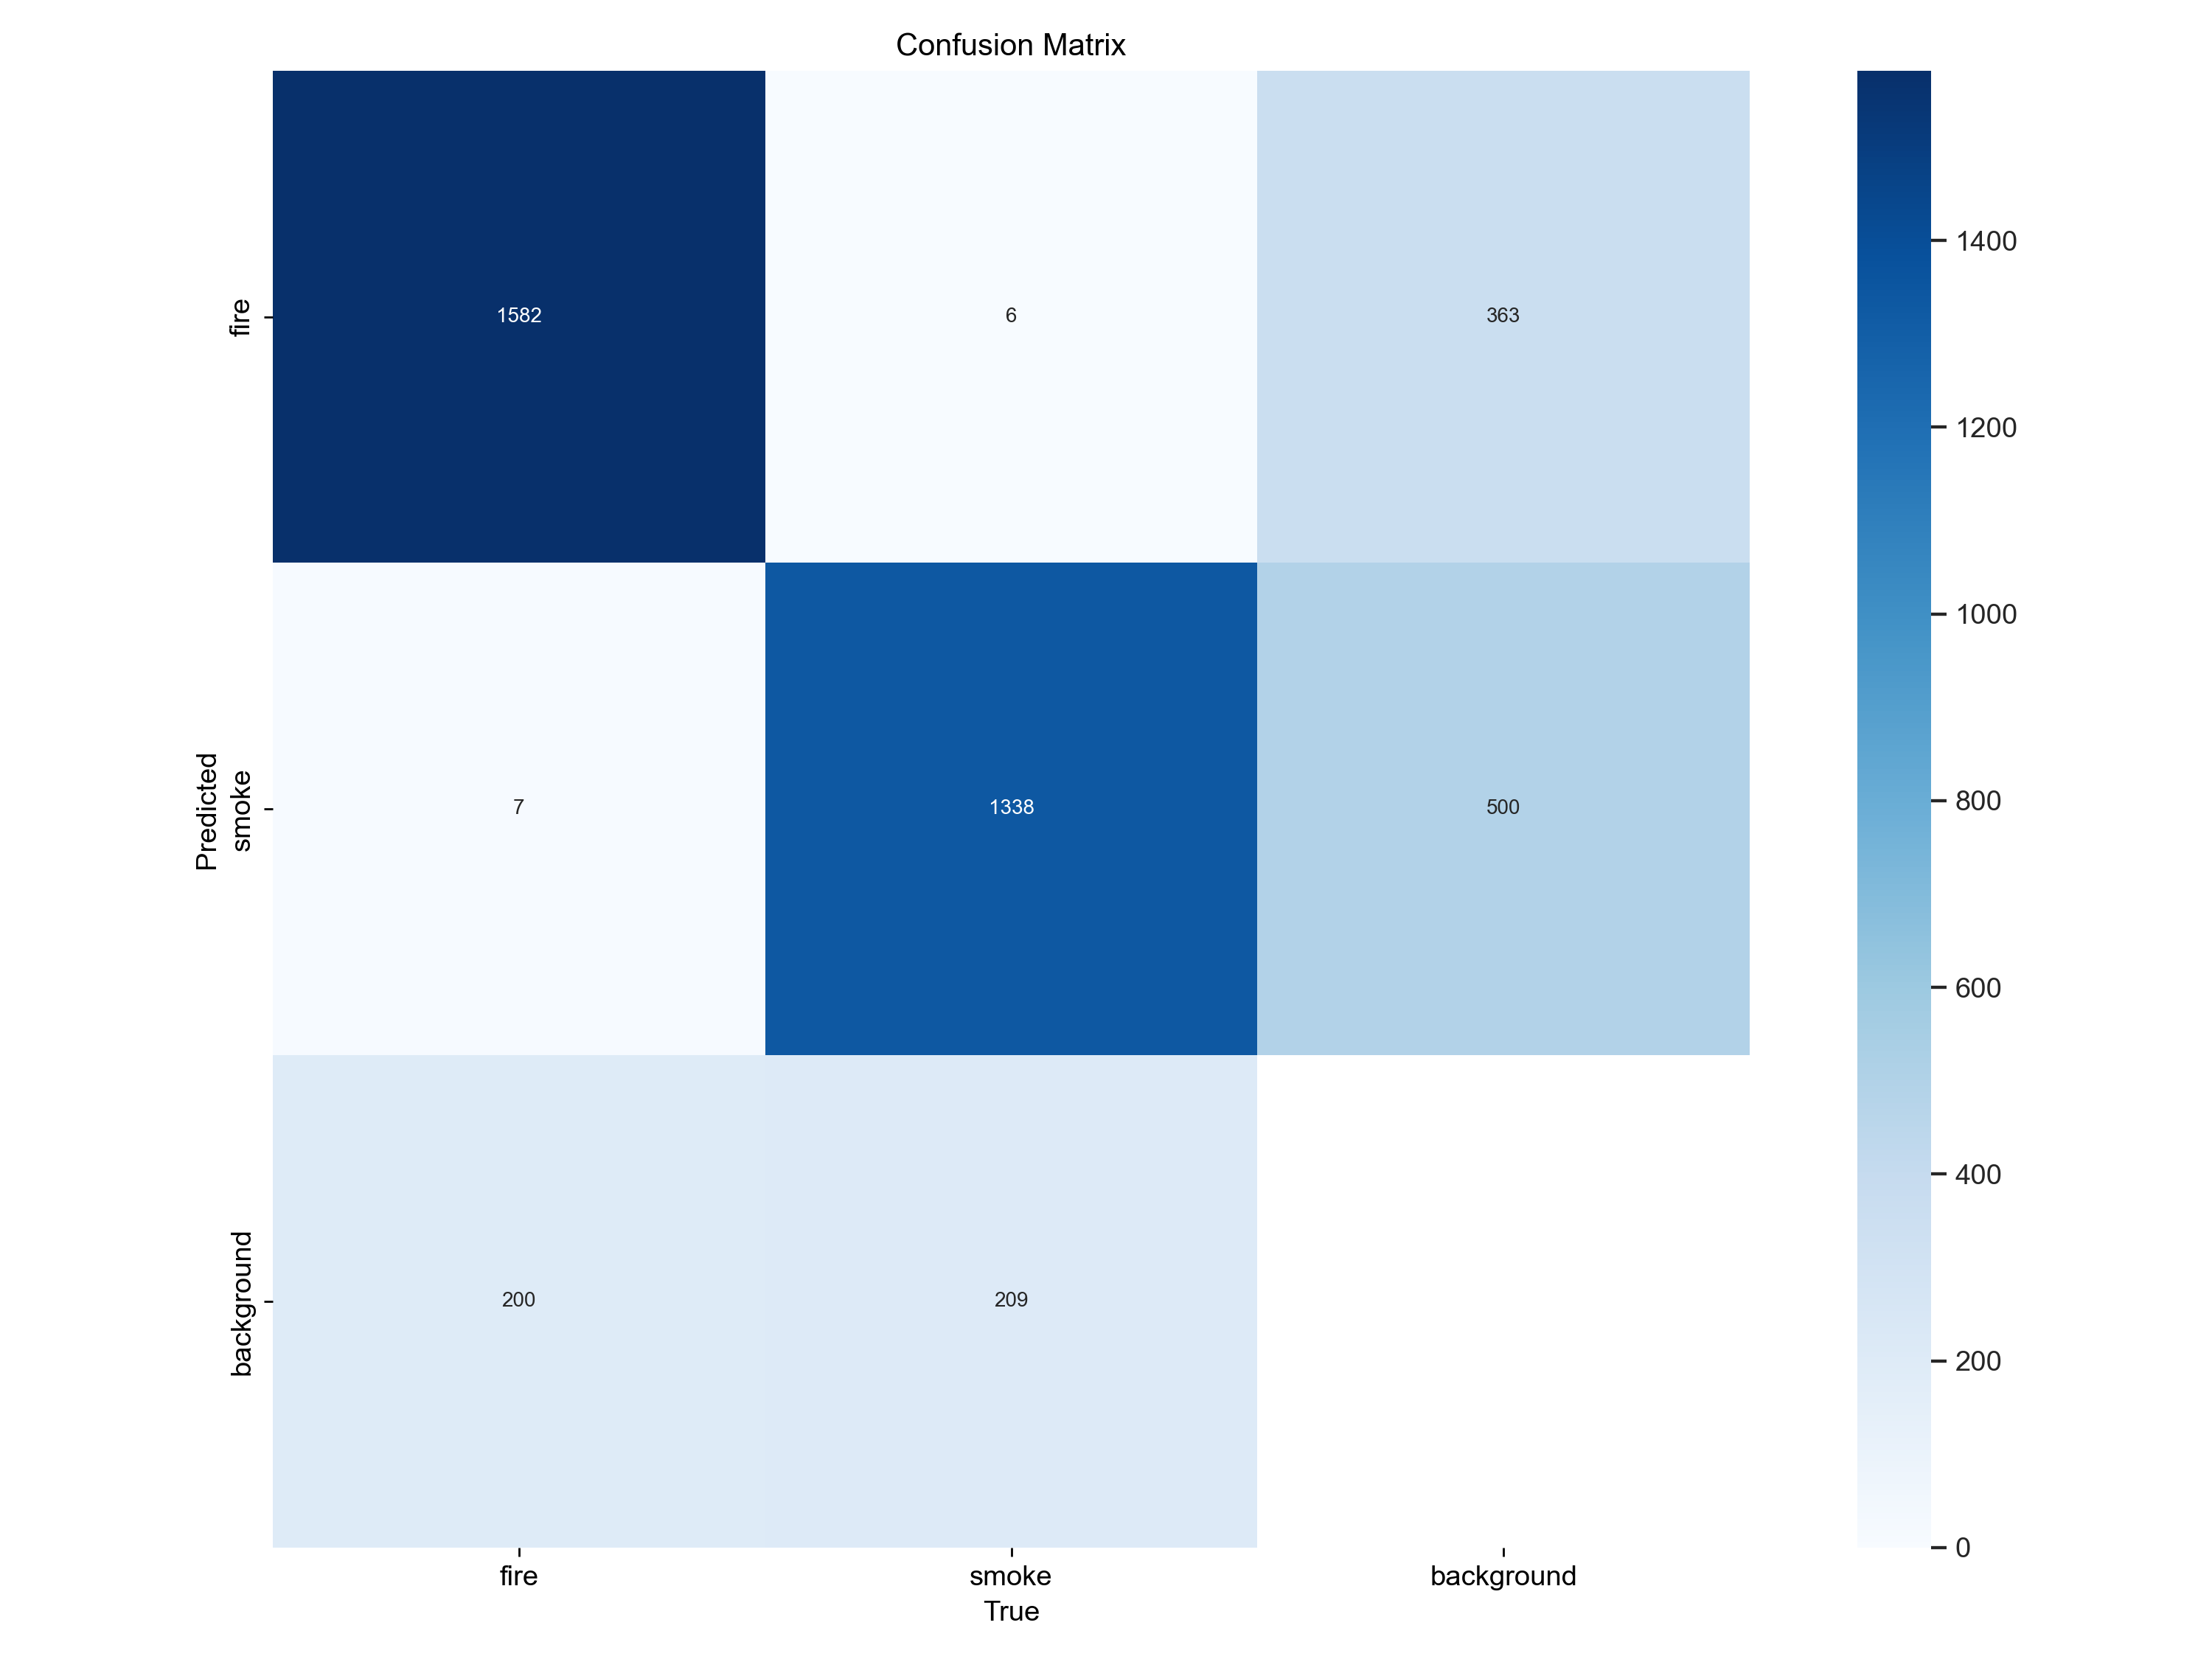 Confusion Matrix
fire
1582
6
363
Predicted
smoke
7
1338
500
background
200
209
fire
smoke
background
True
1400
1200
1000
800
600
400
200
0